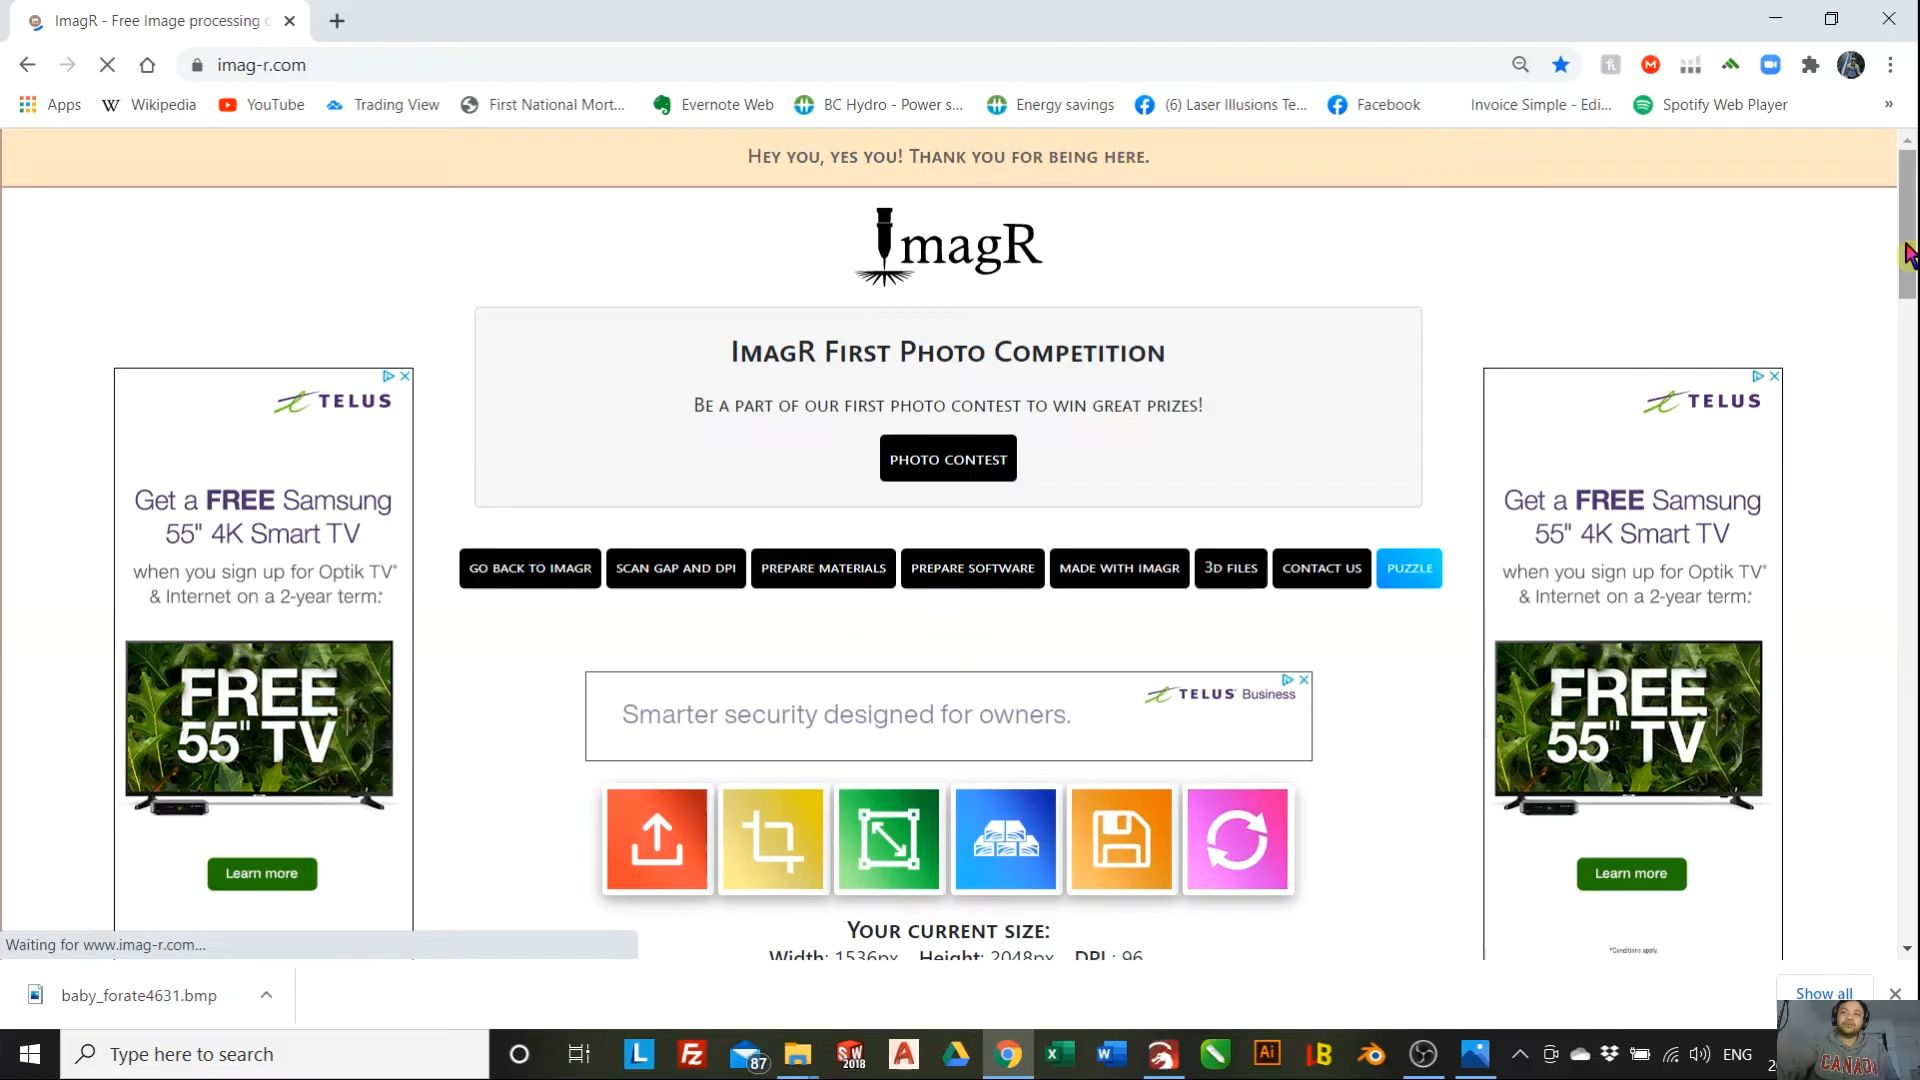 ImagR - Free Image processing o
imag-r.com
Apps
Wikipedia
YouTube
Trading View
First National Mort...
Evernote Web
BC Hydro - Power s...
Energy savings
(6) Laser Illusions Te...
Facebook
Invoice Simple - Edi...
Spotify Web Player
»
Hey you, yes you! Thank you for being here.
ImagR
ImagR First Photo Competition
Be a part of our first photo contest to win great prizes!
PHOTO CONTEST
GO BACK TO IMAGR
SCAN GAP AND DPI
PREPARE MATERIALS
PREPARE SOFTWARE
MADE WITH IMAGR
3D FILES
CONTACT US
PUZZLE
TELUS
Get a FREE Samsung
55" 4K Smart TV
when you sign up for Optik TV*
& Internet on a 2-year term:*
FREE
55" TV
Learn more
TELUS Business
Smarter security designed for owners.
TELUS
Get a FREE Samsung
55" 4K Smart TV
when you sign up for Optik TV*
& Internet on a 2-year term:*
FREE
55" TV
Learn more
*Conditions apply.
Your current size:
Width: 1536px Height: 2048px DPI : 96
Waiting for www.imag-r.com...
baby_forate4631.bmp
Show all
CANADA
Type here to search
L
Fz
87
SW
2018
A
X
W
Ai
LB
ENG
2